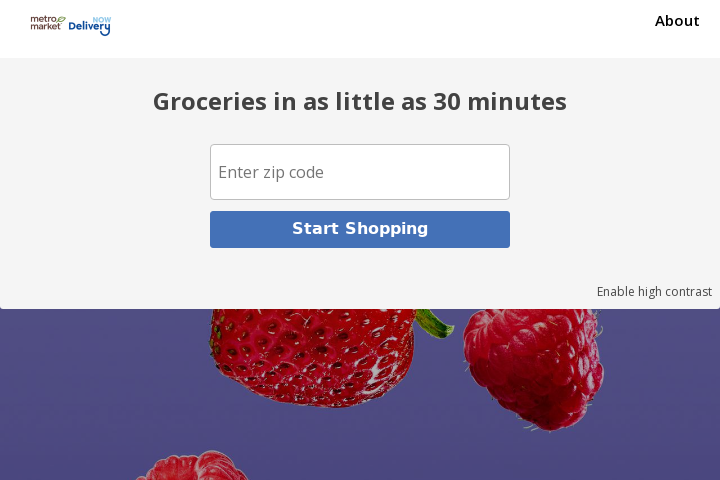 metro market Delivery NOW
About
Groceries in as little as 30 minutes
Enter zip code
Start Shopping
Enable high contrast